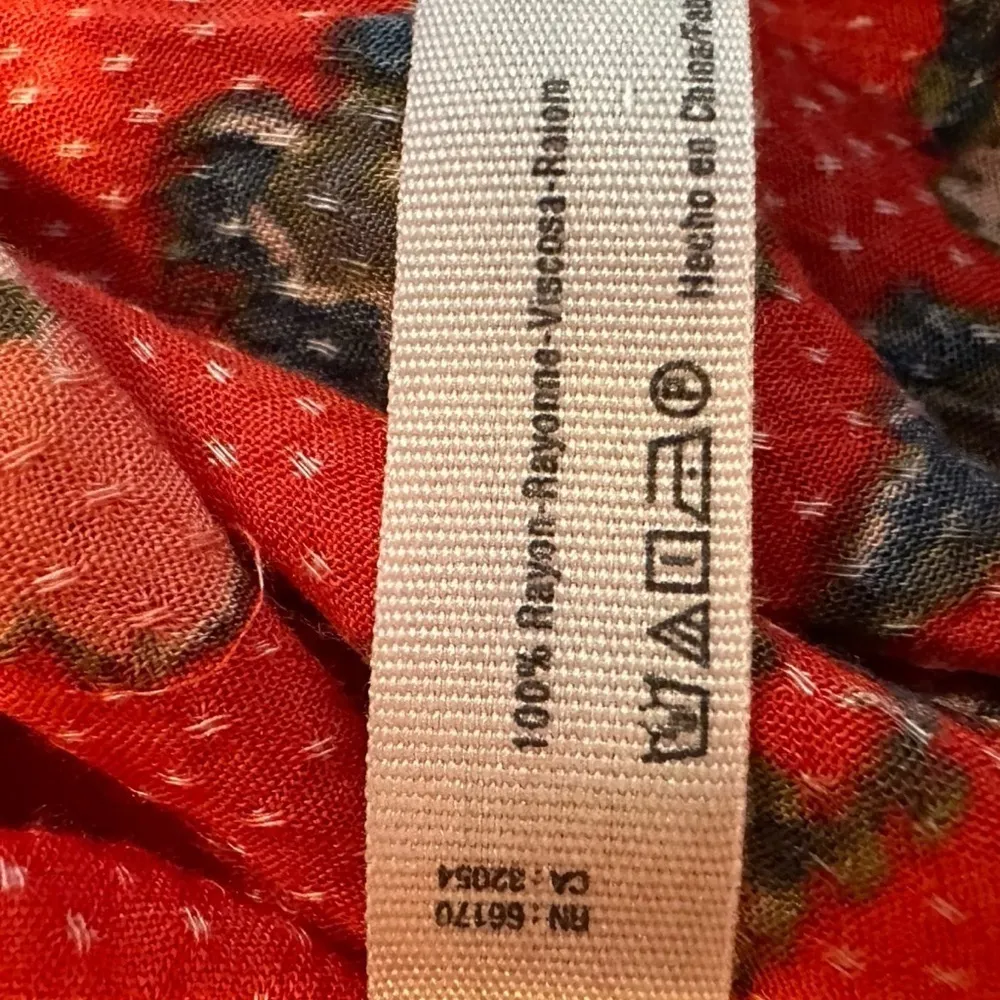 100% Rayon-Rayonne-Viscosa-Raion
Hecho en China/Fab
P
RN: 66170
CA: 32054